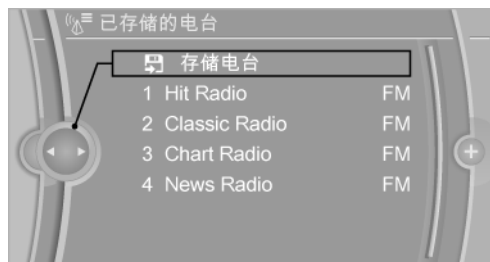 已存储的电台
存储电台
1 Hit Radio FM
2 Classic Radio FM
3 Chart Radio FM
4 News Radio FM